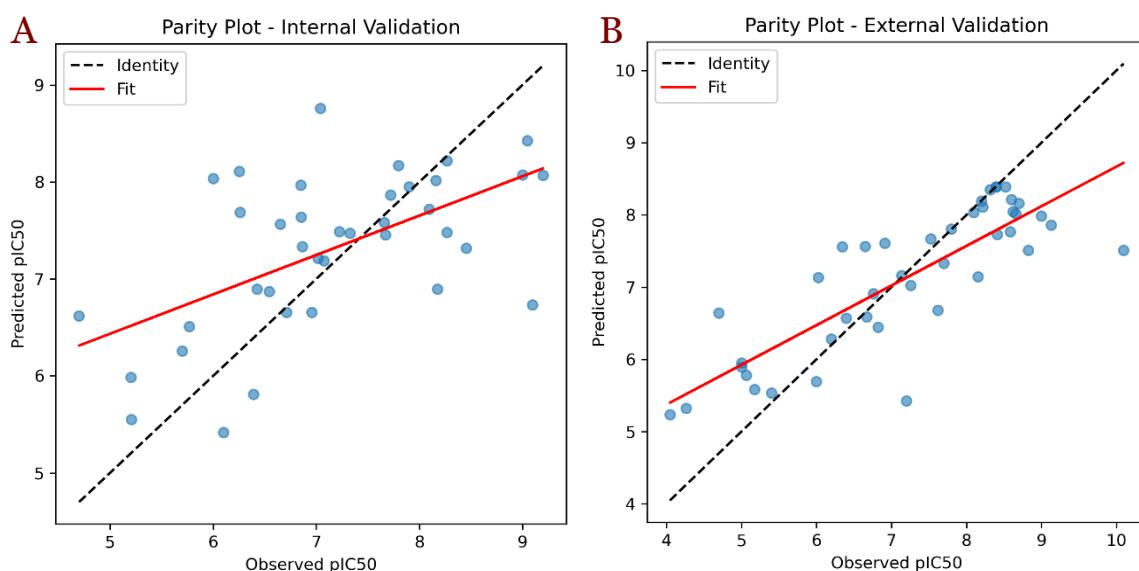 A
Parity Plot - Internal Validation
Identity
Fit
9
8
7
6
5
Predicted pIC50
5 6 7 8 9
Observed pIC50
B
Parity Plot - External Validation
Identity
Fit
10
9
8
7
6
5
4
Predicted pIC50
4 5 6 7 8 9 10
Observed pIC50